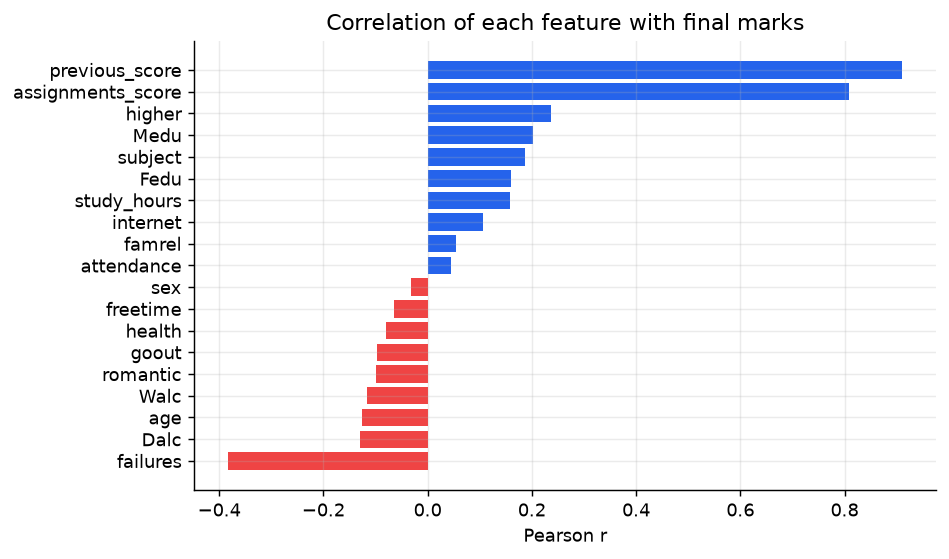 Correlation of each feature with final marks
previous_score
assignments_score
higher
Medu
subject
Fedu
study_hours
internet
famrel
attendance
sex
freetime
health
goout
romantic
Walc
age
Dalc
failures
−0.4 −0.2 0.0 0.2 0.4 0.6 0.8
Pearson r